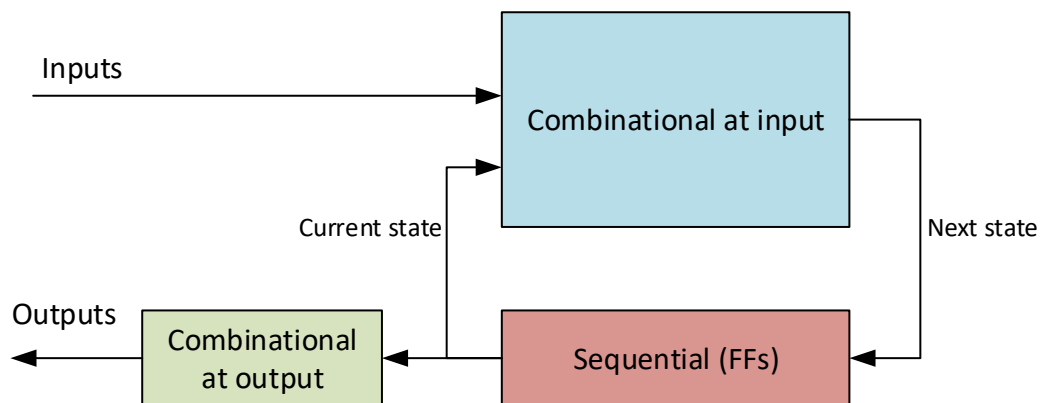 Inputs
Combinational at input
Current state
Next state
Outputs
Combinational
at output
Sequential (FFs)